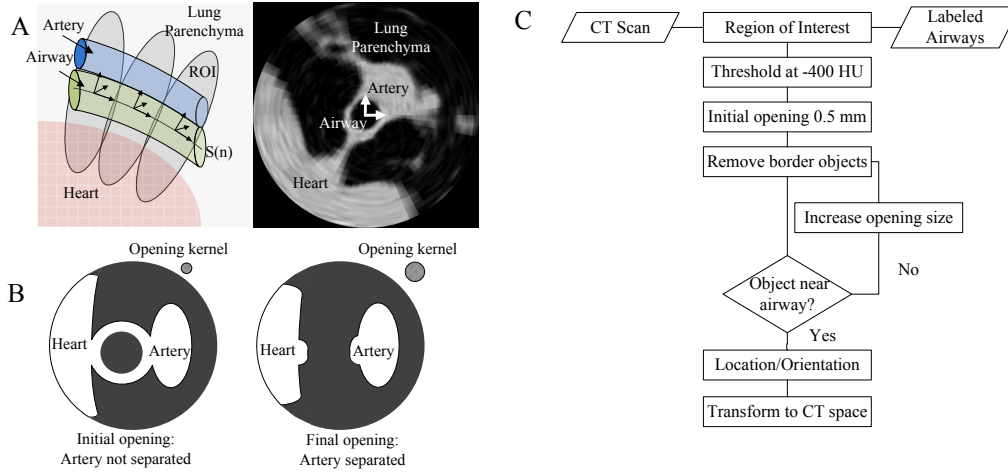 A
Artery
Airway
Lung
Parenchyma
ROI
S(n)
Heart
Lung
Parenchyma
Artery
Airway
Heart
B
Opening kernel
Heart
Artery
Initial opening:
Artery not separated
Opening kernel
Heart
Artery
Final opening:
Artery separated
C
CT Scan
Region of Interest
Labeled
Airways
Threshold at -400 HU
Initial opening 0.5 mm
Remove border objects
Increase opening size
No
Object near
airway?
Yes
Location/Orientation
Transform to CT space